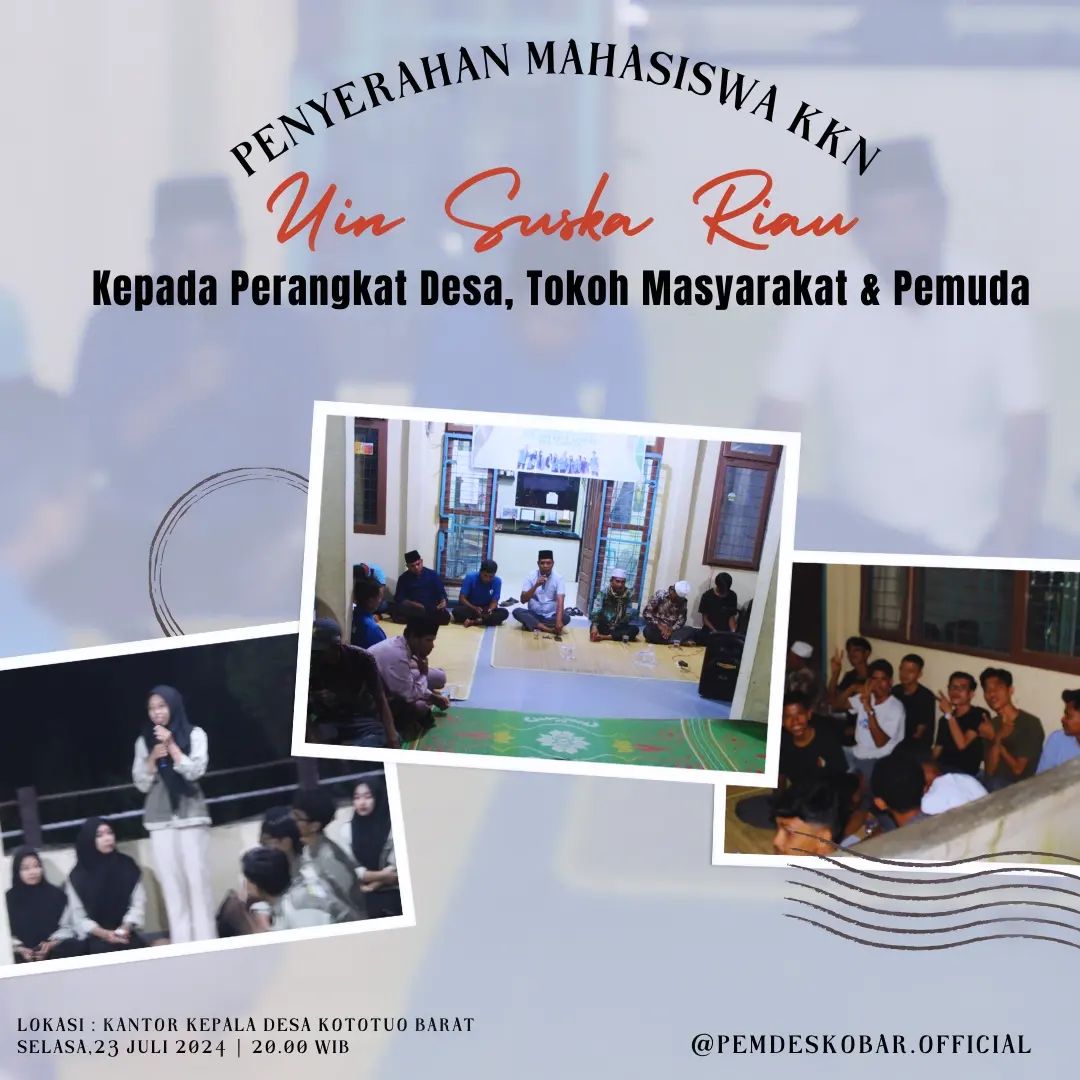 PENYERAHAN MAHASISWA KKN
Uin Suska Riau
Kepada Perangkat Desa, Tokoh Masyarakat & Pemuda
LOKASI : KANTOR KEPALA DESA KOTOTUO BARAT
SELASA,23 JULI 2024 | 20.00 WIB
@PEMDESKOBAR.OFFICIAL